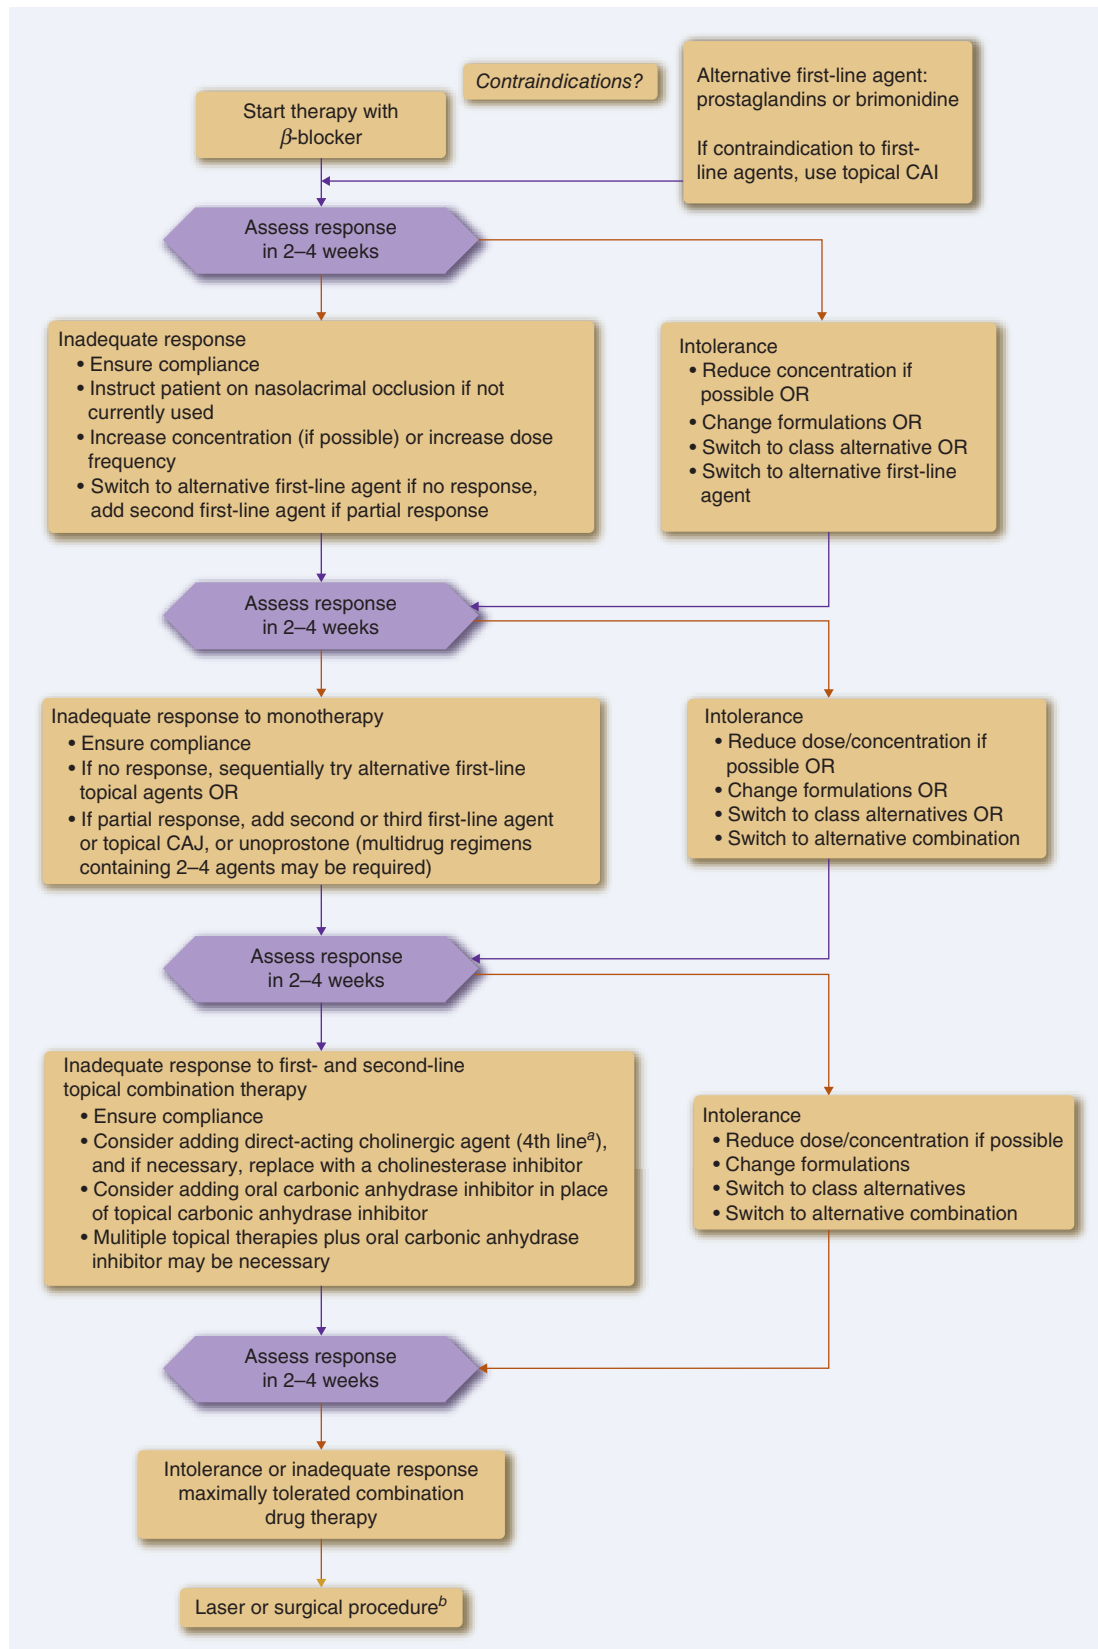 Contraindications?
Alternative first-line agent:
prostaglandins or brimonidine
If contraindication to first-
line agents, use topical CAI
Start therapy with
β-blocker
Assess response
in 2–4 weeks
Inadequate response
• Ensure compliance
• Instruct patient on nasolacrimal occlusion if not
currently used
• Increase concentration (if possible) or increase dose
frequency
• Switch to alternative first-line agent if no response,
add second first-line agent if partial response
Intolerance
• Reduce concentration if
possible OR
• Change formulations OR
• Switch to class alternative OR
• Switch to alternative first-line
agent
Assess response
in 2–4 weeks
Inadequate response to monotherapy
• Ensure compliance
• If no response, sequentially try alternative first-line
topical agents OR
• If partial response, add second or third first-line agent
or topical CAJ, or unoprostone (multidrug regimens
containing 2–4 agents may be required)
Intolerance
• Reduce dose/concentration if
possible OR
• Change formulations OR
• Switch to class alternatives OR
• Switch to alternative combination
Assess response
in 2–4 weeks
Inadequate response to first- and second-line
topical combination therapy
• Ensure compliance
• Consider adding direct-acting cholinergic agent (4th lineᵃ),
and if necessary, replace with a cholinesterase inhibitor
• Consider adding oral carbonic anhydrase inhibitor in place
of topical carbonic anhydrase inhibitor
• Mulitiple topical therapies plus oral carbonic anhydrase
inhibitor may be necessary
Intolerance
• Reduce dose/concentration if possible
• Change formulations
• Switch to class alternatives
• Switch to alternative combination
Assess response
in 2–4 weeks
Intolerance or inadequate response
maximally tolerated combination
drug therapy
Laser or surgical procedureᵇ